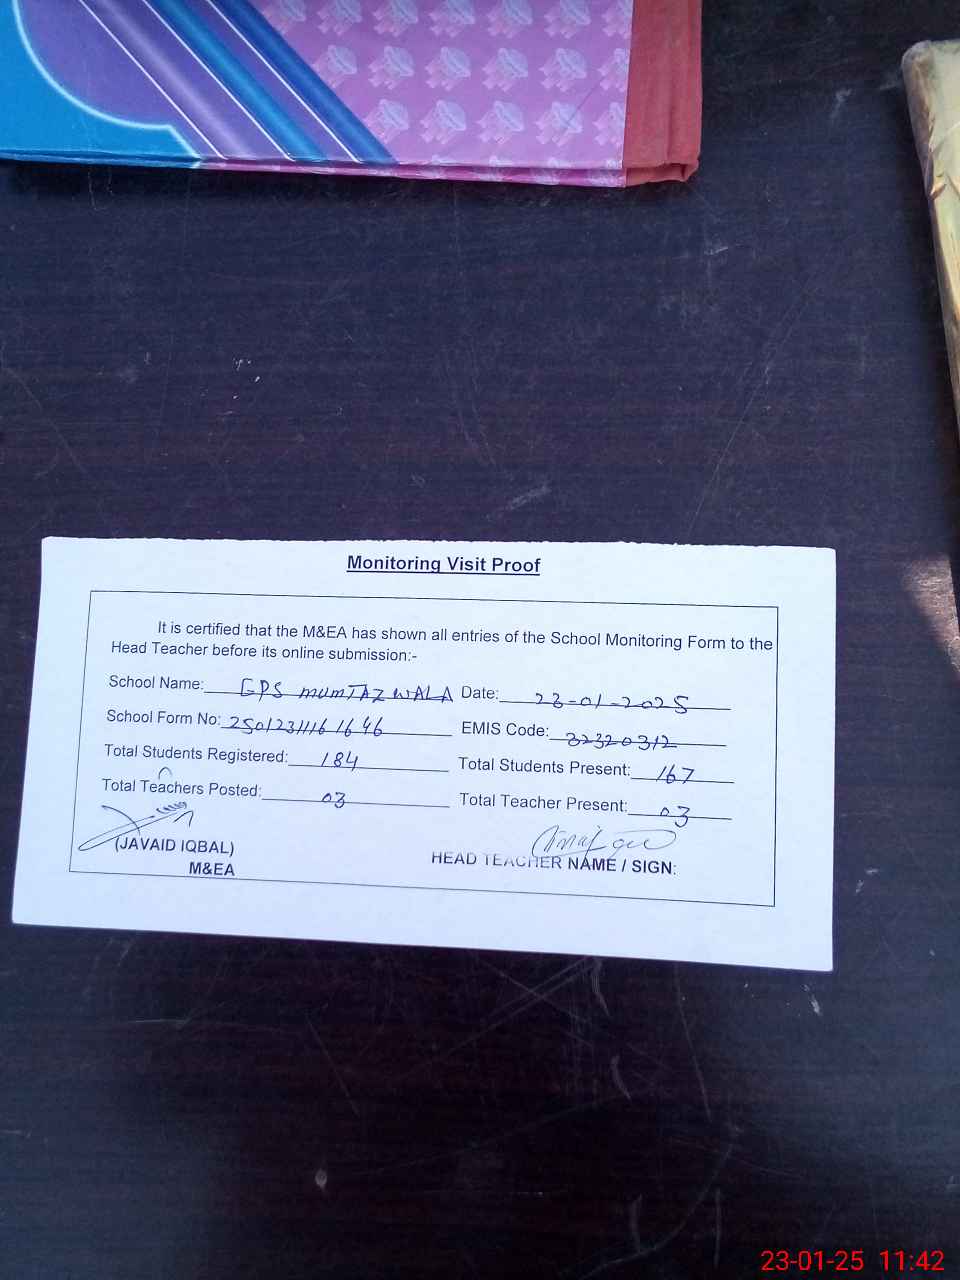 Monitoring Visit Proof
It is certified that the M&EA has shown all entries of the School Monitoring Form to the
Head Teacher before its online submission:-
School Name: GPS MUMTAZ WALA Date: 23-01-2025
School Form No: 2501231116 1646 EMIS Code: 32320312
Total Students Registered: 184 Total Students Present: 167
Total Teachers Posted: 03 Total Teacher Present: 03
(JAVAID IQBAL)
M&EA
HEAD TEACHER NAME / SIGN:
23-01-25 11:42